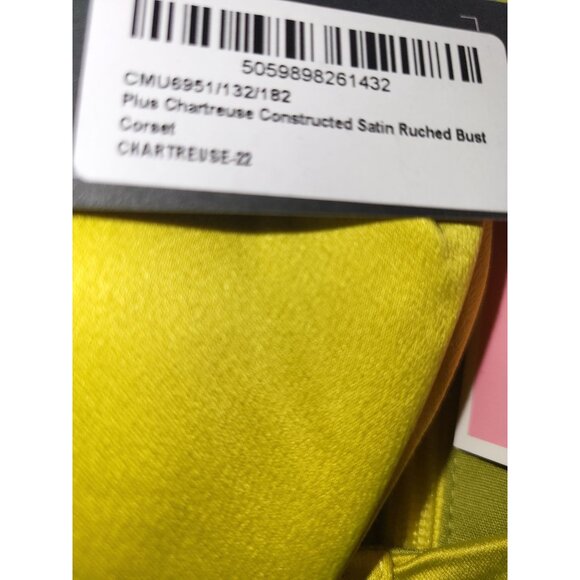 5059898261432
CMU6951/132/182
Plus Chartreuse Constructed Satin Ruched Bust
Corset
CHARTREUSE-22